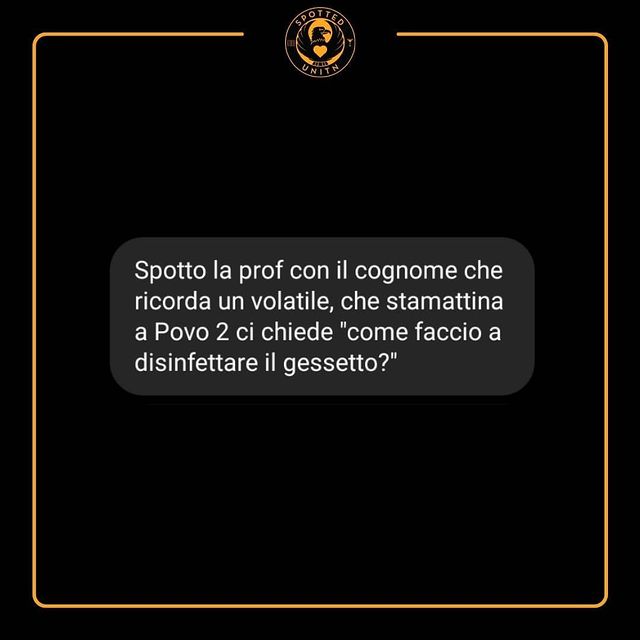 SPOTTED
UNITN
Spotto la prof con il cognome che
ricorda un volatile, che stamattina
a Povo 2 ci chiede "come faccio a
disinfettare il gessetto?"